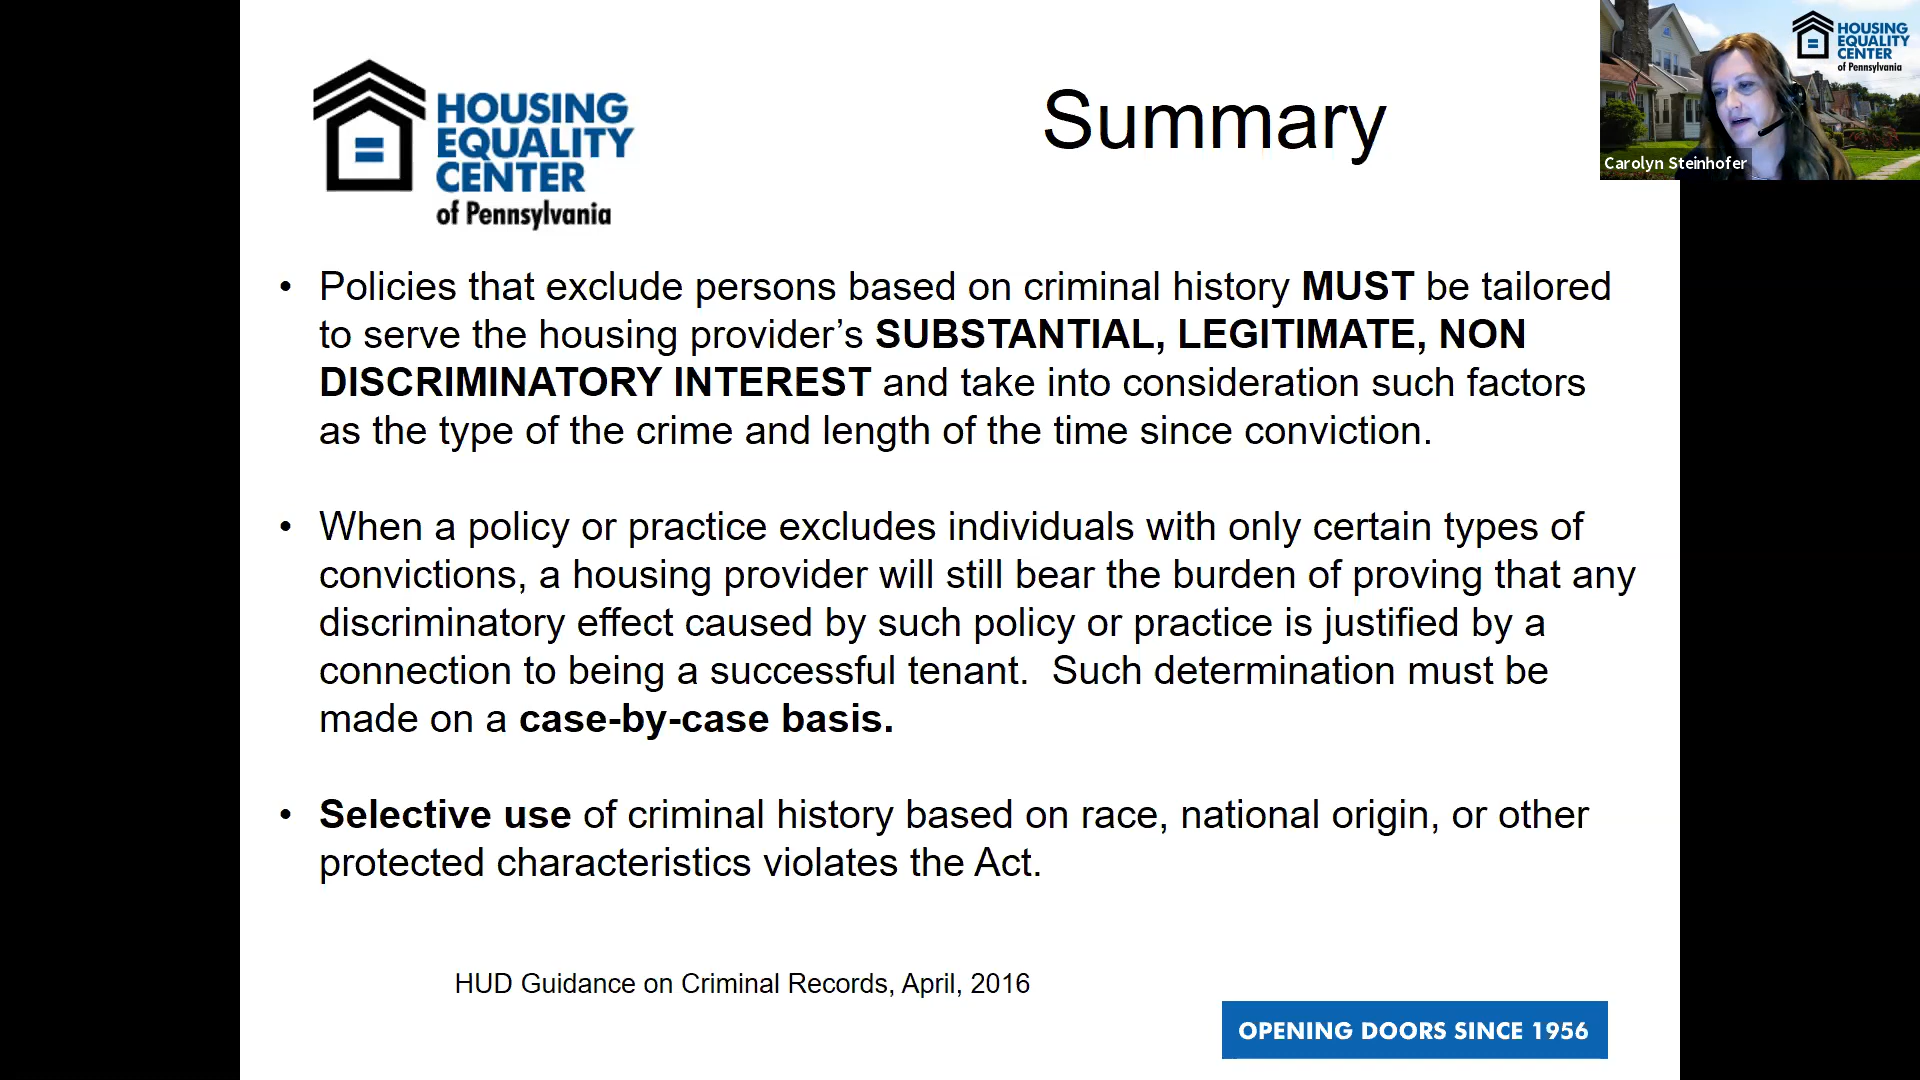 HOUSING
EQUALITY
CENTER
of Pennsylvania
Summary
HOUSING
EQUALITY
CENTER
of Pennsylvania
Carolyn Steinhofer
• Policies that exclude persons based on criminal history MUST be tailored
to serve the housing provider’s SUBSTANTIAL, LEGITIMATE, NON
DISCRIMINATORY INTEREST and take into consideration such factors
as the type of the crime and length of the time since conviction.
• When a policy or practice excludes individuals with only certain types of
convictions, a housing provider will still bear the burden of proving that any
discriminatory effect caused by such policy or practice is justified by a
connection to being a successful tenant.  Such determination must be
made on a case-by-case basis.
• Selective use of criminal history based on race, national origin, or other
protected characteristics violates the Act.
HUD Guidance on Criminal Records, April, 2016
OPENING DOORS SINCE 1956